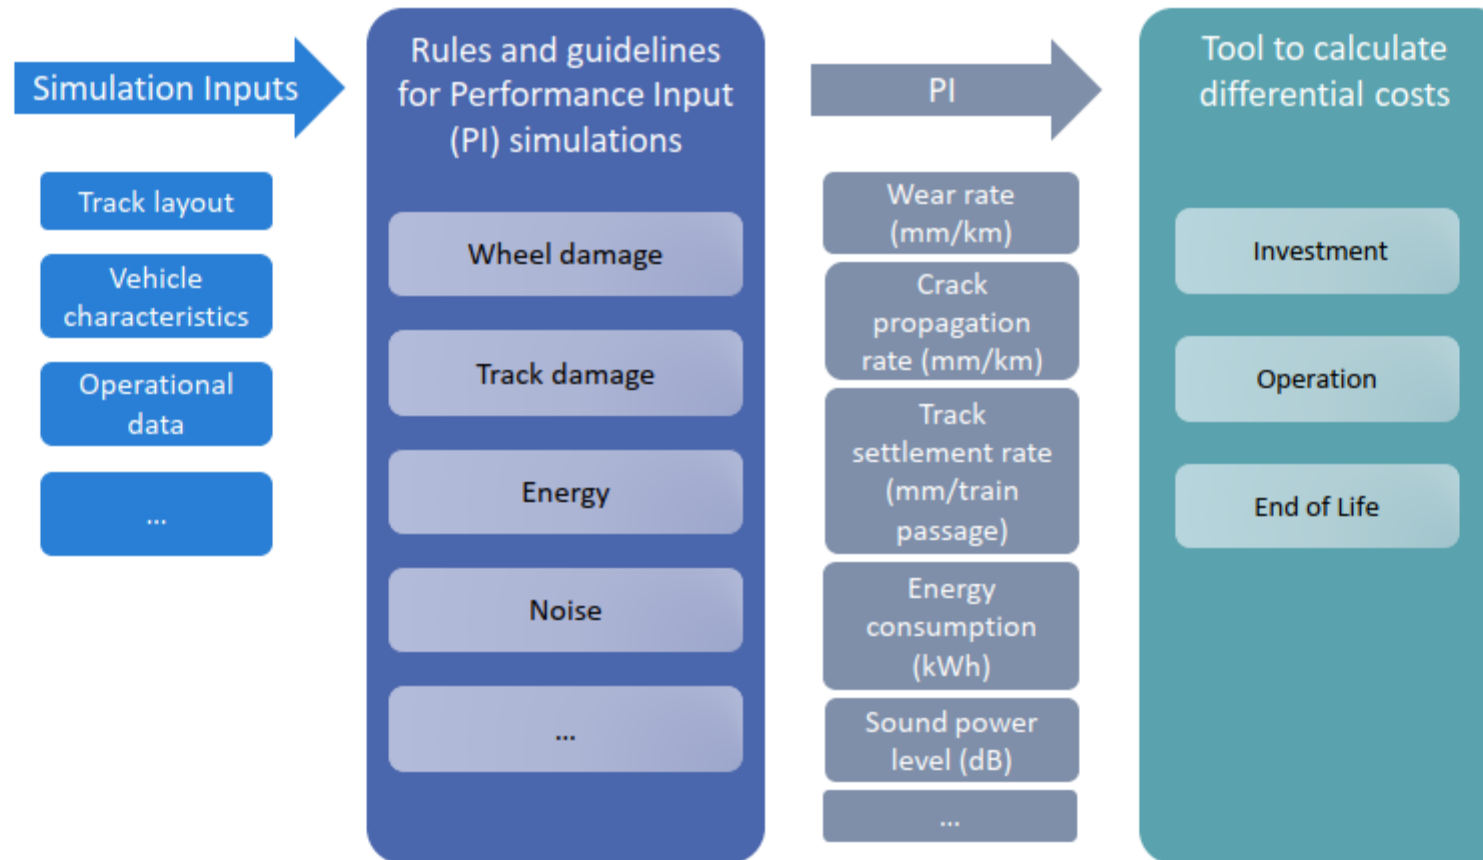 Simulation Inputs
Track layout
Vehicle
characteristics
Operational
data
...
Rules and guidelines
for Performance Input
(PI) simulations
Wheel damage
Track damage
Energy
Noise
...
PI
Wear rate
(mm/km)
Crack
propagation
rate (mm/km)
Track
settlement rate
(mm/train
passage)
Energy
consumption
(kWh)
Sound power
level (dB)
...
Tool to calculate
differential costs
Investment
Operation
End of Life